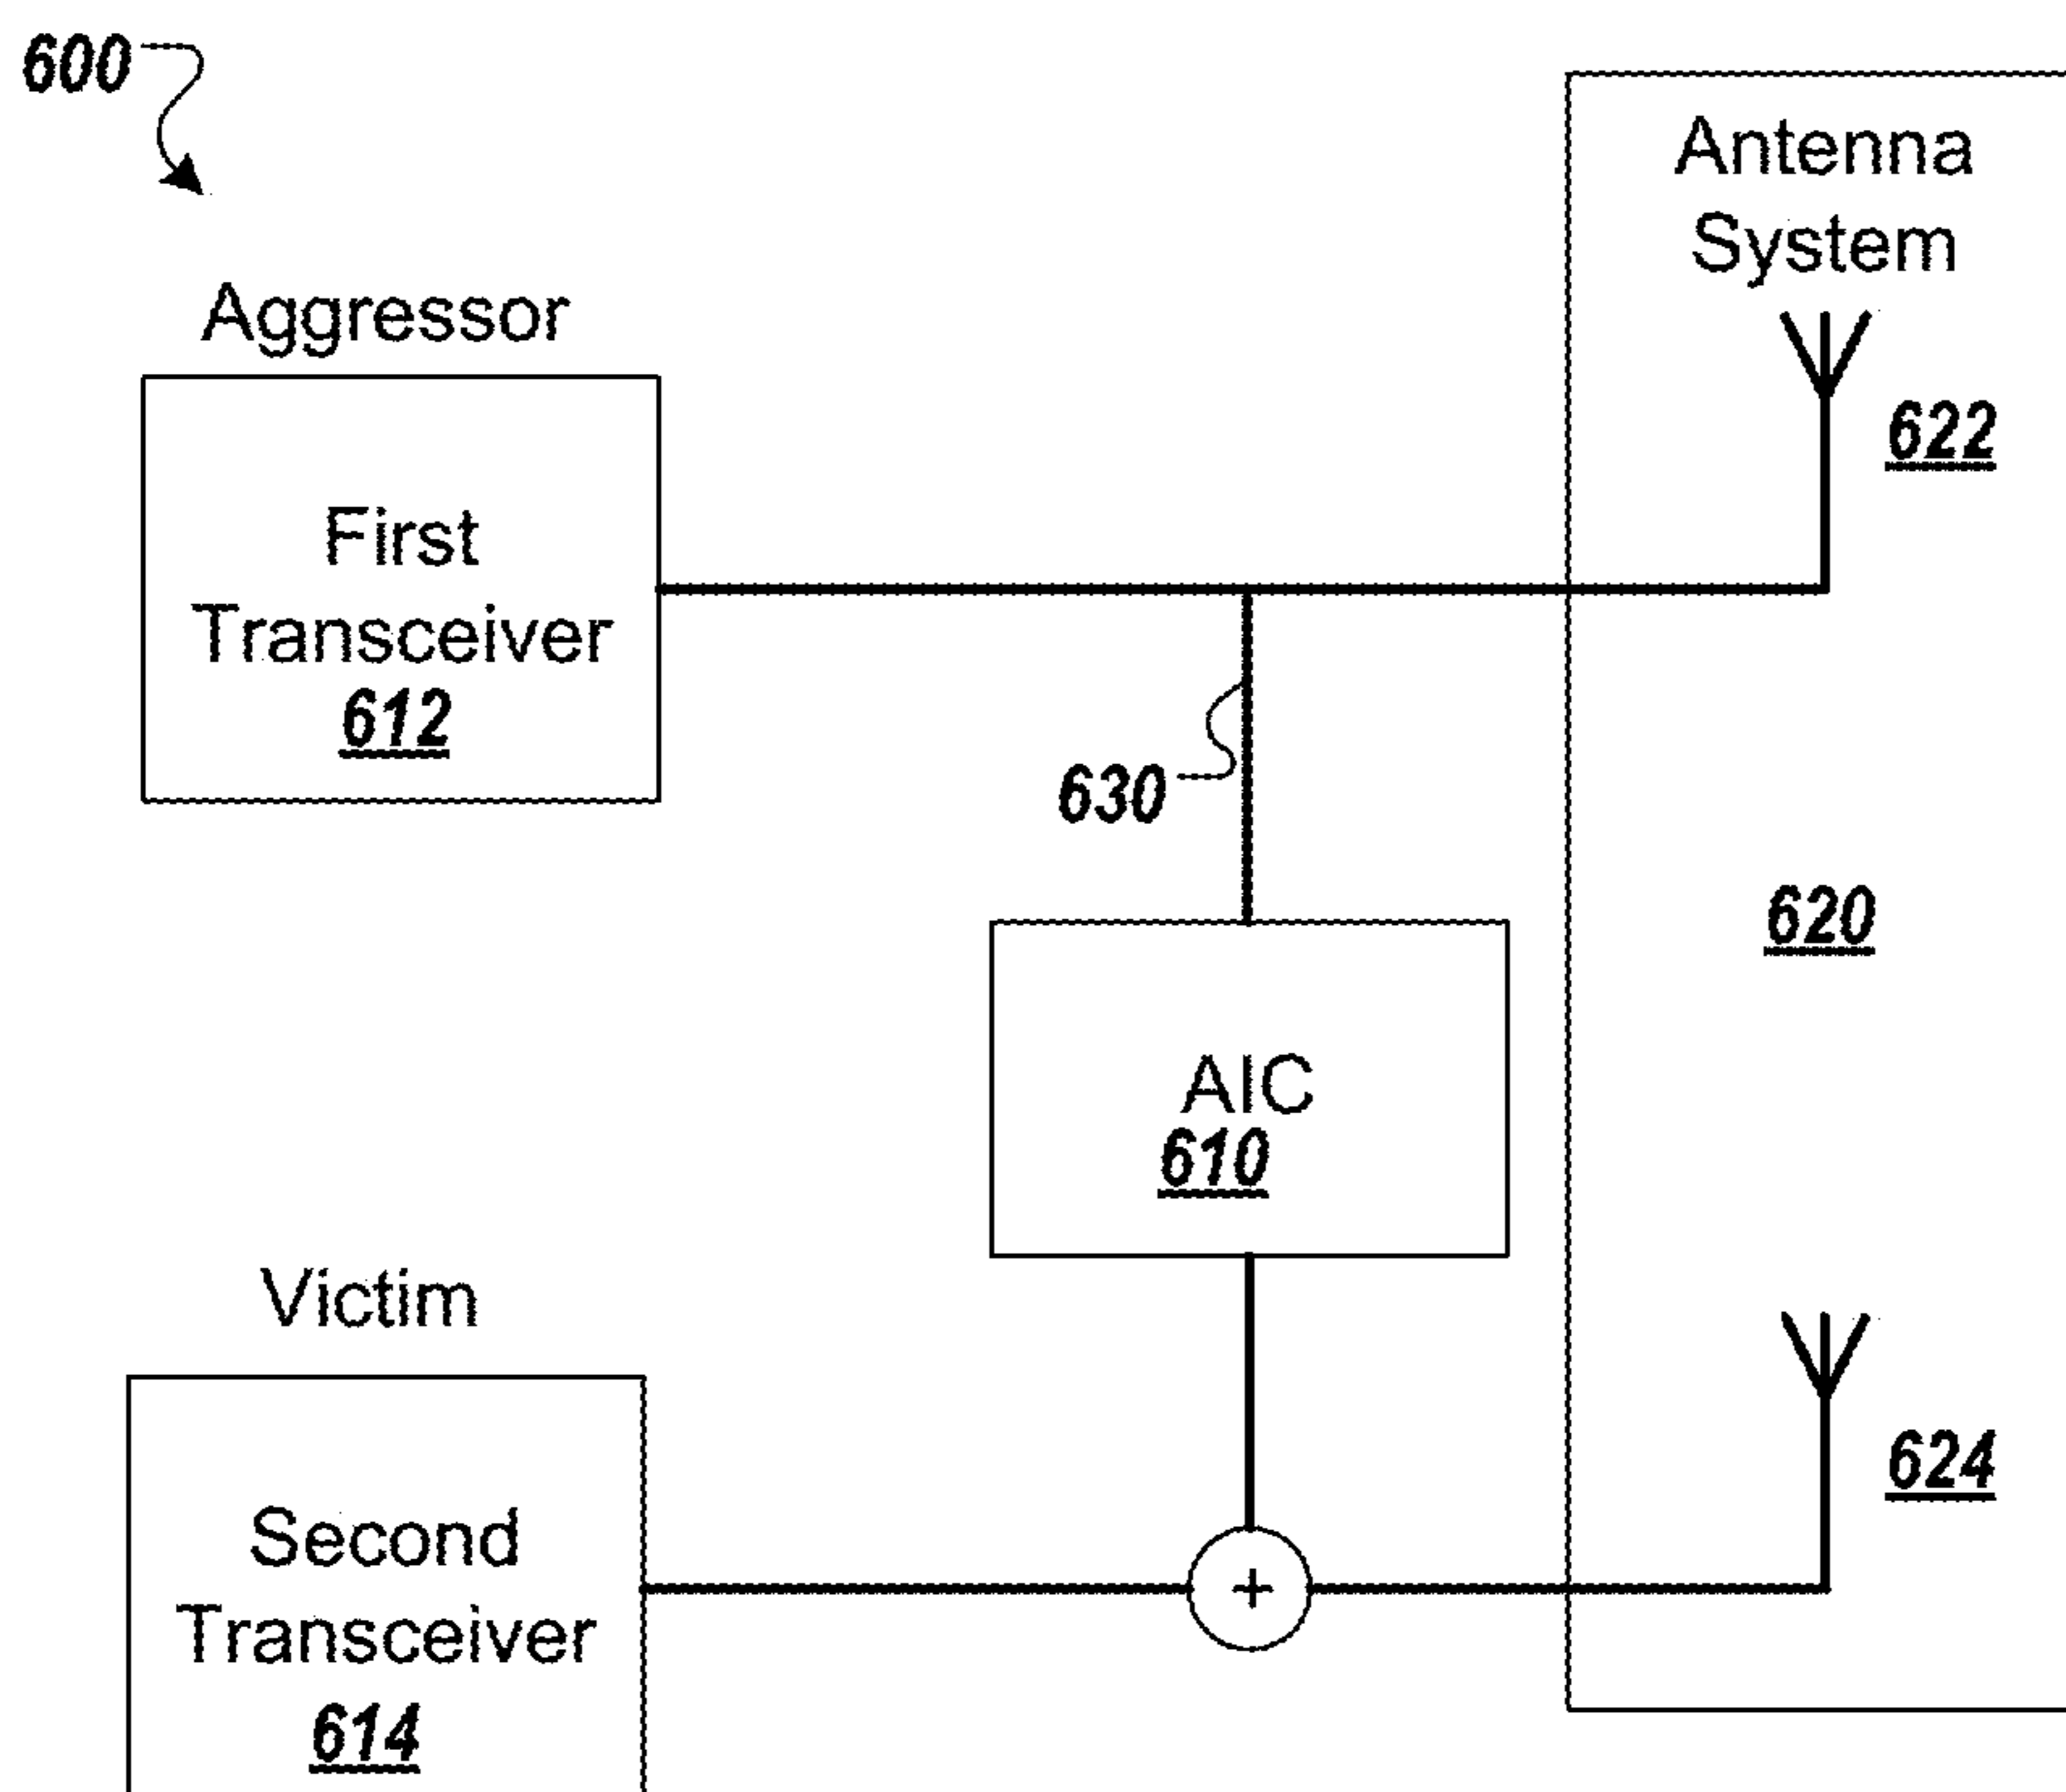 600
Antenna
System
Aggressor
622
First
Transceiver
612
630
620
AIC
610
Victim
624
Second
Transceiver
614
+